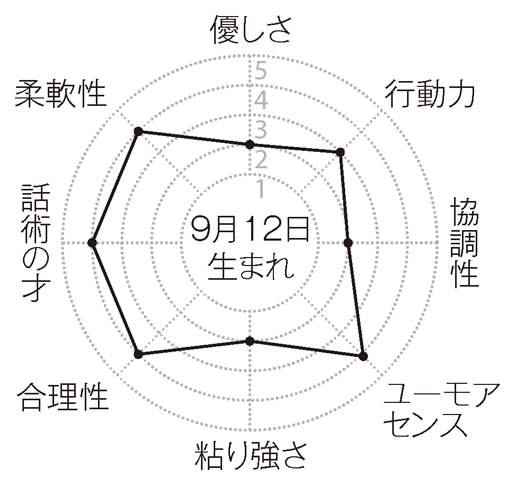 優しさ
行動力
協調性
ユーモア
センス
粘り強さ
合理性
話術の才
柔軟性
5
4
3
2
1
9月12日
生まれ